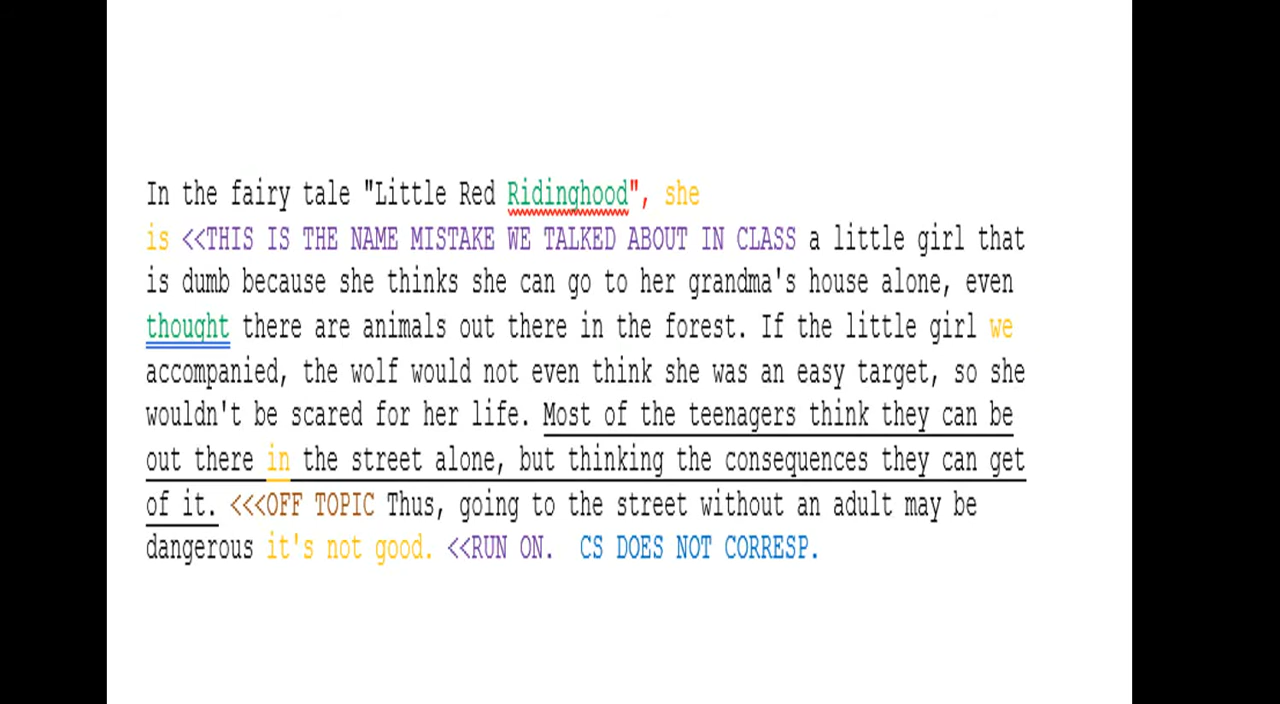 In the fairy tale "Little Red Ridinghood", she
is <<THIS IS THE NAME MISTAKE WE TALKED ABOUT IN CLASS a little girl that
is dumb because she thinks she can go to her grandma's house alone, even
thought there are animals out there in the forest. If the little girl we
accompanied, the wolf would not even think she was an easy target, so she
wouldn't be scared for her life. Most of the teenagers think they can be
out there in the street alone, but thinking the consequences they can get
of it. <<<OFF TOPIC Thus, going to the street without an adult may be
dangerous it's not good. <<RUN ON. CS DOES NOT CORRESP.